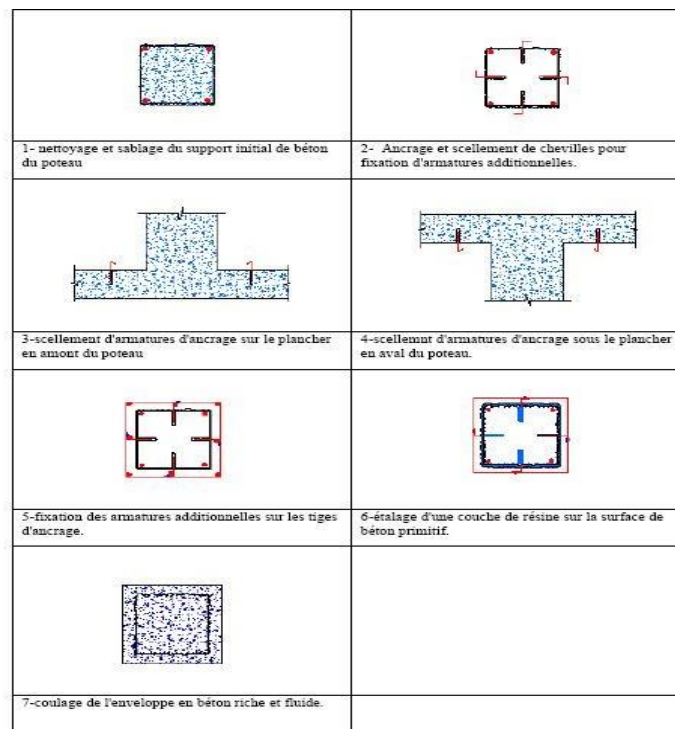 1- nettoyage et sablage du support initial de béton
du poteau
2- Ancrage et scellement de chevilles pour
fixation d'armatures additionnelles.
3-scellement d'armatures d'ancrage sur le plancher
en amont du poteau
4-scellemnt d'armatures d'ancrage sous le plancher
en aval du poteau.
5-fixation des armatures additionnelles sur les tiges
d'ancrage.
6-étalage d'une couche de résine sur la surface de
béton primitif.
7-coulage de l'enveloppe en béton riche et fluide.